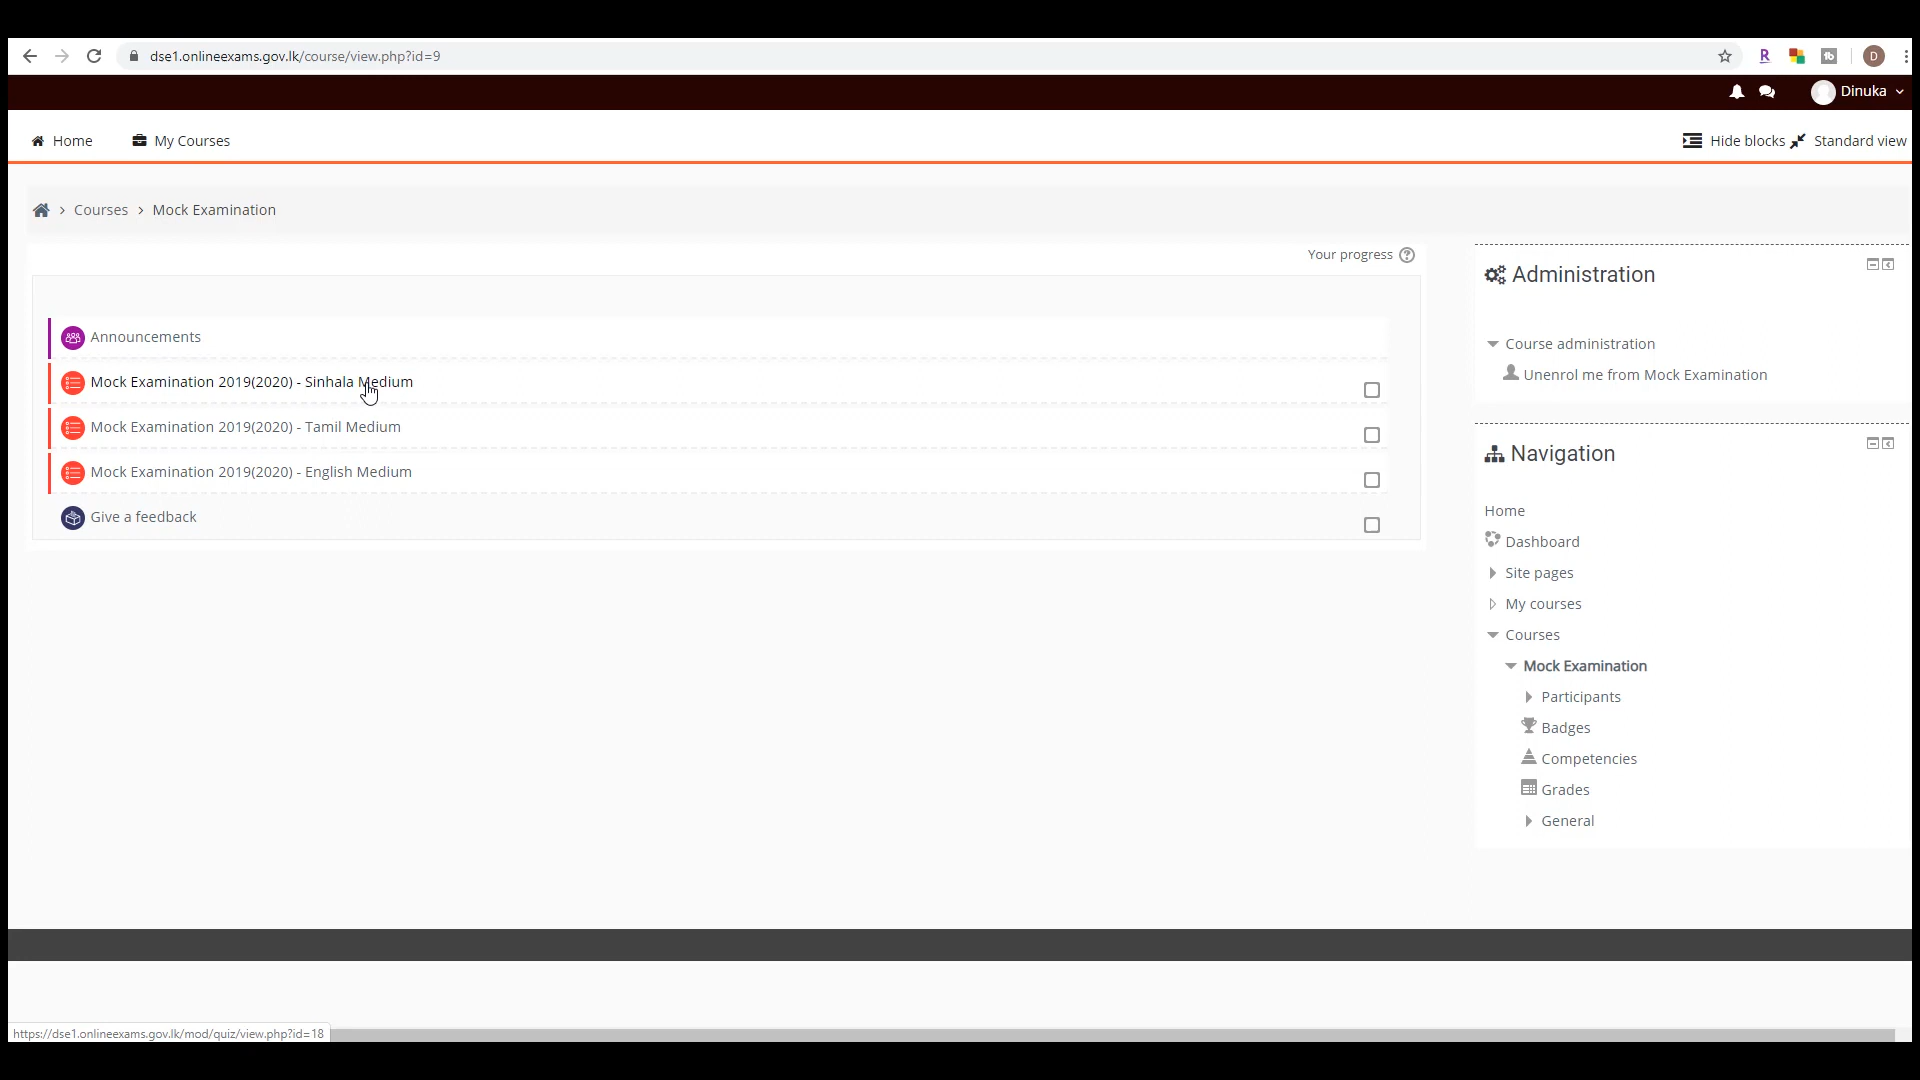 dse1.onlineexams.gov.lk/course/view.php?id=9
R
tb
D
Dinuka
Home
My Courses
Hide blocks
Standard view
Courses
Mock Examination
Your progress
Announcements
Mock Examination 2019(2020) - Sinhala Medium
Mock Examination 2019(2020) - Tamil Medium
Mock Examination 2019(2020) - English Medium
Give a feedback
Administration
Course administration
Unenrol me from Mock Examination
Navigation
Home
Dashboard
Site pages
My courses
Courses
Mock Examination
Participants
Badges
Competencies
Grades
General
https://dse1.onlineexams.gov.lk/mod/quiz/view.php?id=18